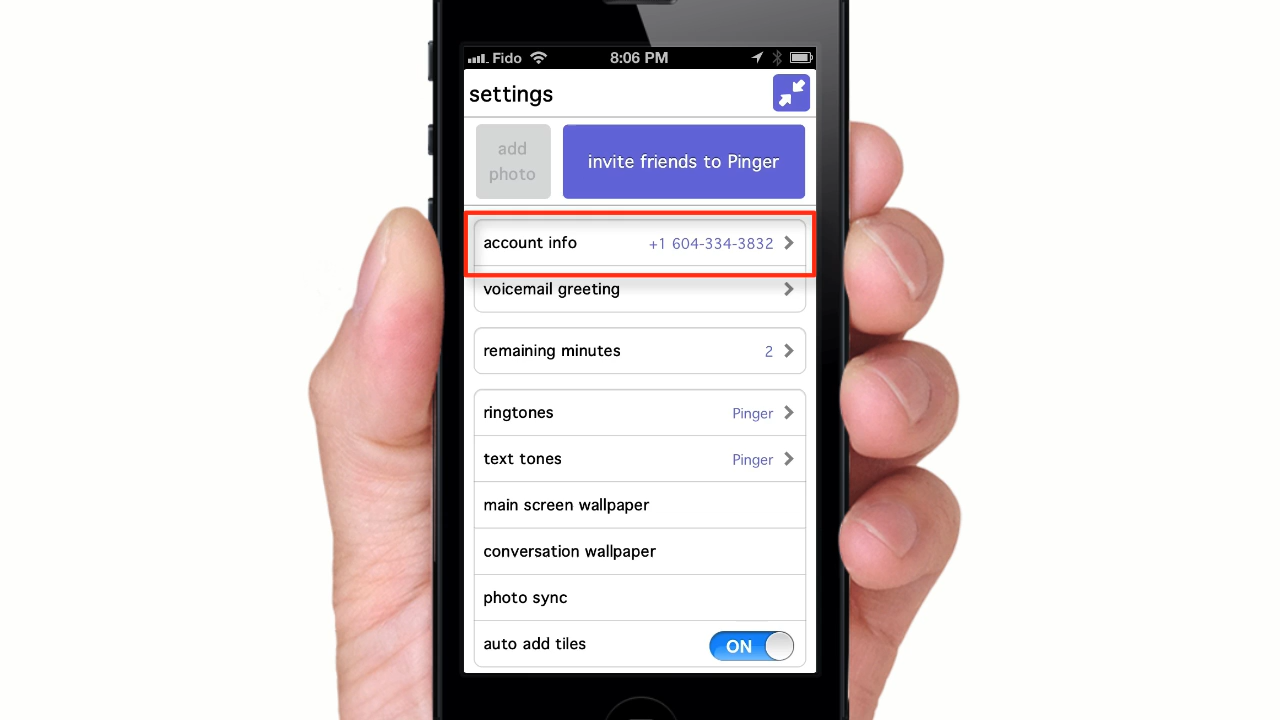 Fido 8:06 PM
settings
add
photo
invite friends to Pinger
account info +1 604-334-3832
voicemail greeting
remaining minutes 2
ringtones Pinger
text tones Pinger
main screen wallpaper
conversation wallpaper
photo sync
auto add tiles ON